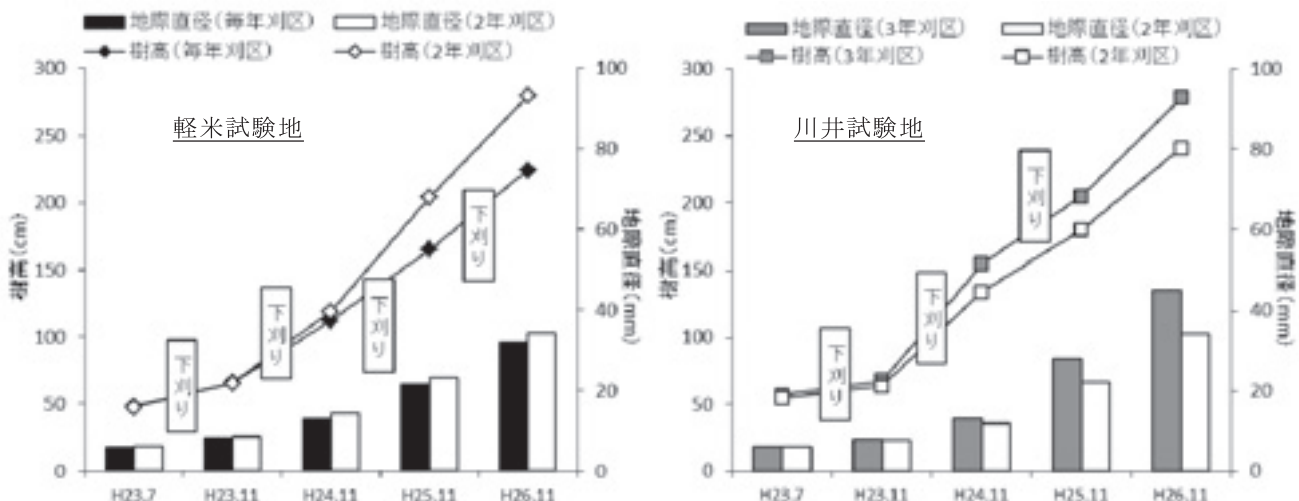 地際直径(毎年刈区)
地際直径(2年刈区)
樹高(毎年刈区)
樹高(2年刈区)
軽米試験地
樹高(cm)
300
250
200
150
100
50
0
下刈り
下刈り
下刈り
下刈り
100
80
60
40
20
0
地際直径(mm)
H23.7
H23.11
H24.11
H25.11
H26.11
地際直径(3年刈区)
地際直径(2年刈区)
樹高(3年刈区)
樹高(2年刈区)
川井試験地
樹高(cm)
300
250
200
150
100
50
0
下刈り
下刈り
下刈り
100
80
60
40
20
0
地際直径(mm)
H23.7
H23.11
H24.11
H25.11
H26.11